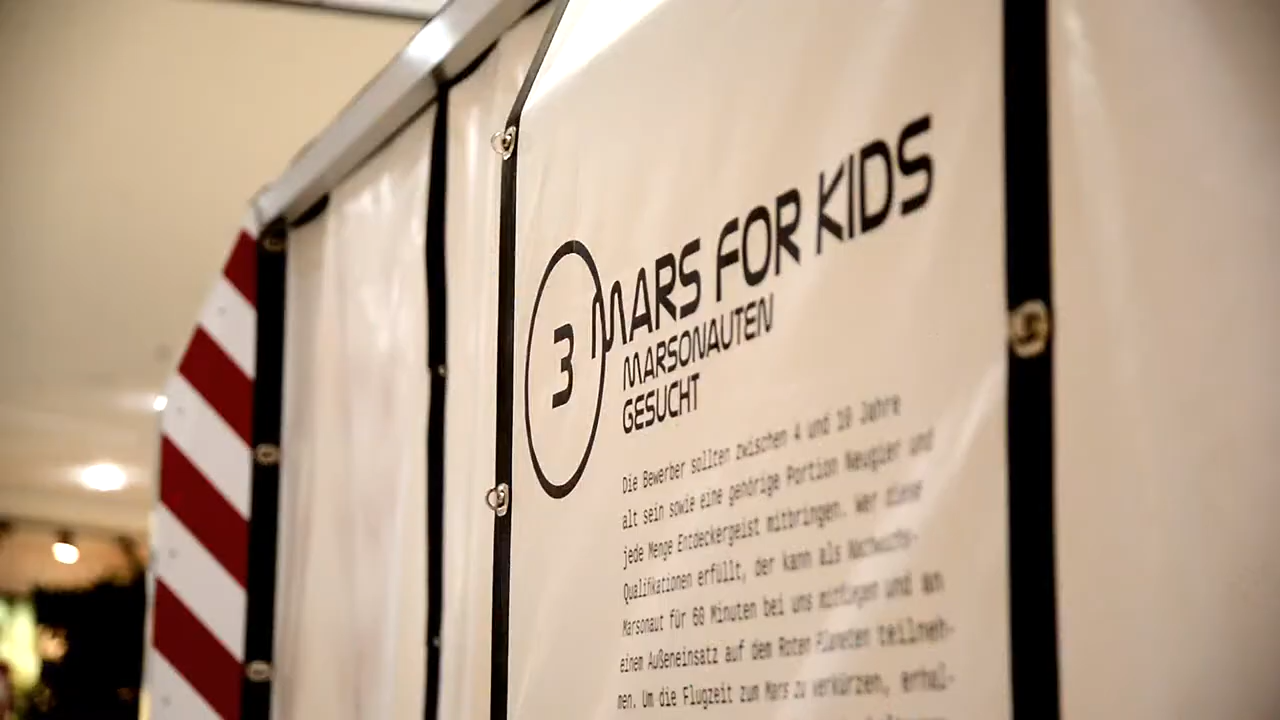 3
MARS FOR KIDS
MARSONAUTEN
GESUCHT
Die Bewerber sollten zwischen 4 und 10 Jahre
alt sein sowie eine gehörige Portion Neugier und
jede Menge Entdeckergeist mitbringen. Wer diese
Qualifikationen erfüllt, der kann als Nachwuchs-
Marsonaut für 60 Minuten bei uns mitfliegen und an
einem Außeneinsatz auf dem Roten Planeten teilneh-
men. Um die Flugzeit zum Mars zu verkürzen, erhal-